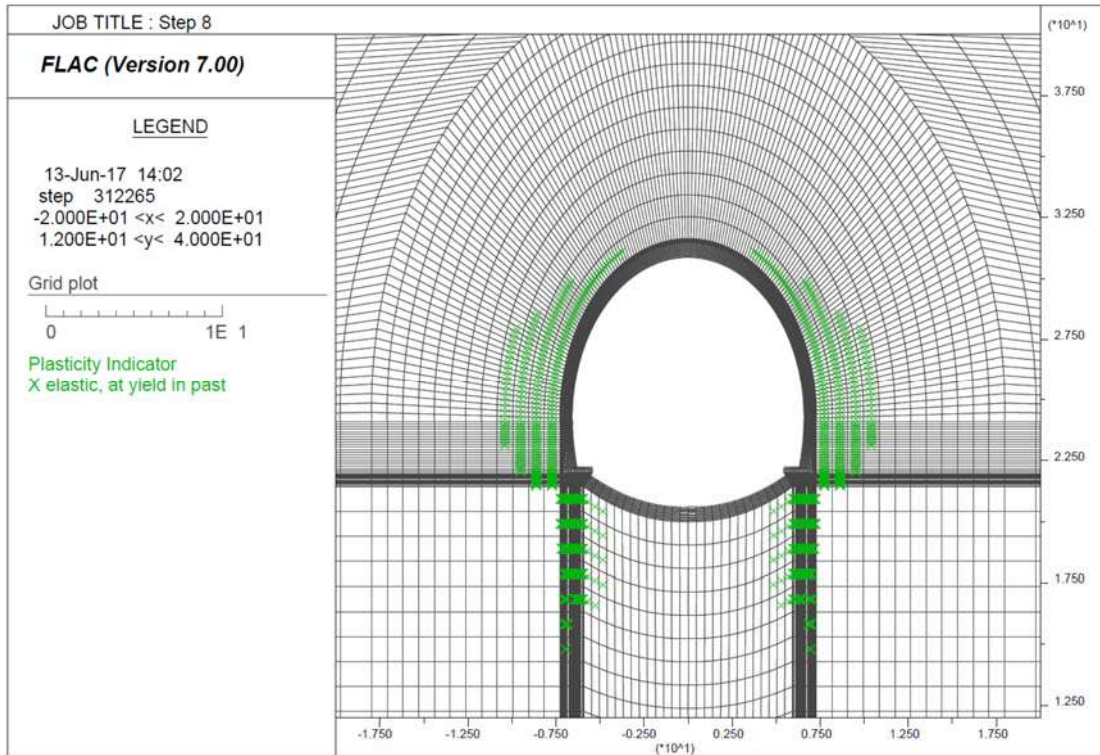 JOB TITLE : Step 8
(*10^1)
FLAC (Version 7.00)
LEGEND
13-Jun-17 14:02
step 312265
-2.000E+01 <x< 2.000E+01
1.200E+01 <y< 4.000E+01
Grid plot
0 1E 1
Plasticity Indicator
X elastic, at yield in past
3.750
3.250
2.750
2.250
1.750
1.250
-1.750 -1.250 -0.750 -0.250 0.250 0.750 1.250 1.750
(*10^1)